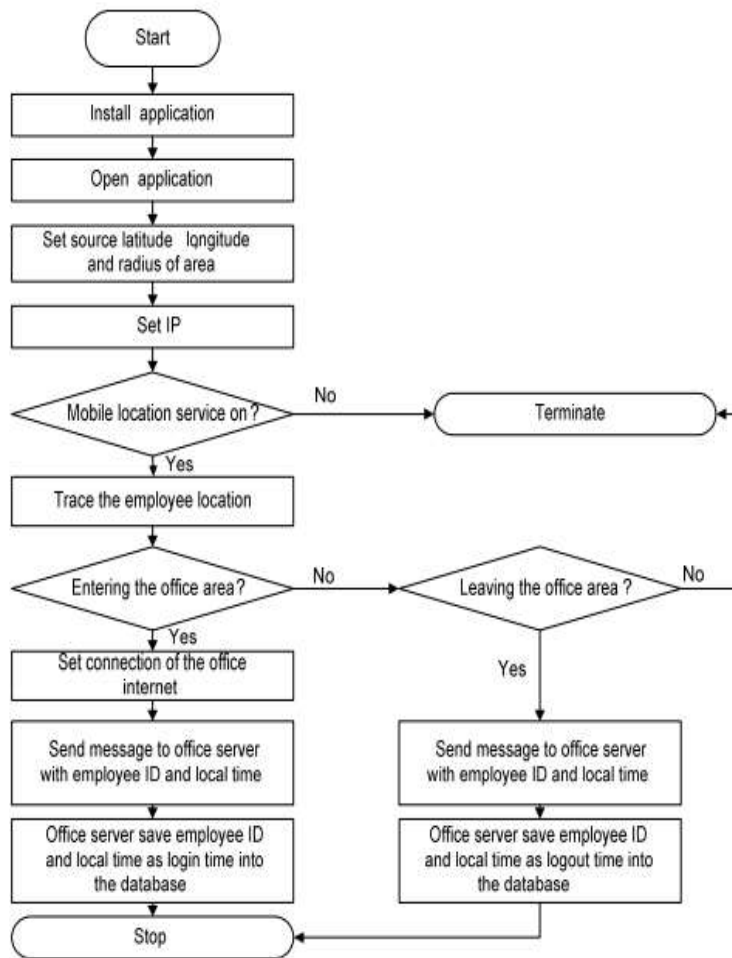 Start
Install application
Open application
Set source latitude longitude
and radius of area
Set IP
Mobile location service on?
No
Terminate
Yes
Trace the employee location
Entering the office area?
No
Leaving the office area ?
No
Yes
Set connection of the office
internet
Yes
Send message to office server
with employee ID and local time
Send message to office server
with employee ID and local time
Office server save employee ID
and local time as login time into
the database
Office server save employee ID
and local time as logout time into
the database
Stop